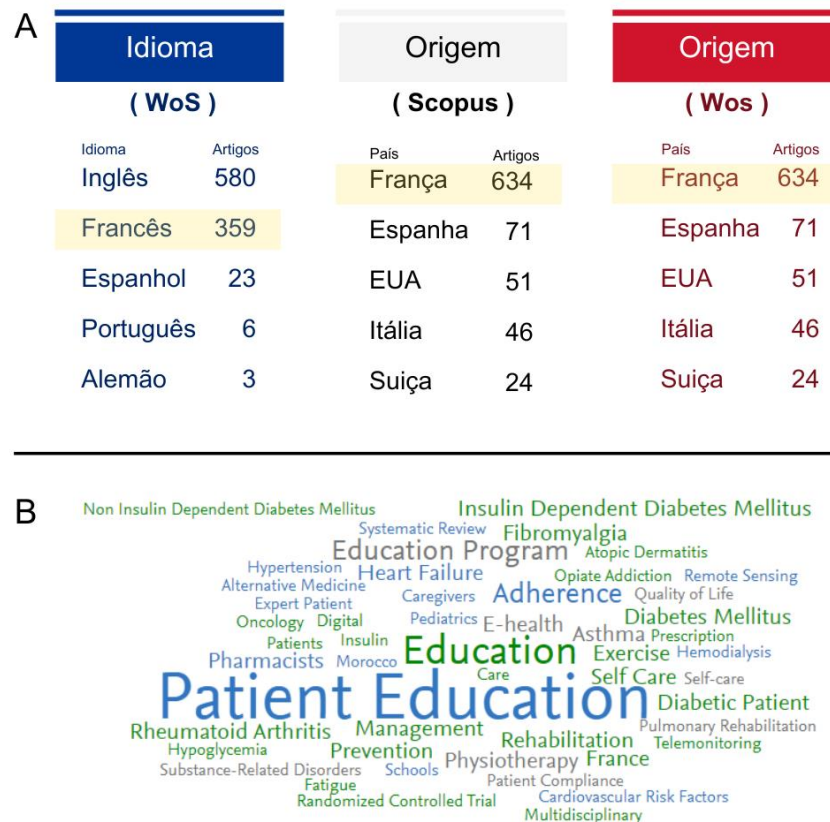 A
Idioma
( WoS )
Idioma Artigos
Inglês 580
Francês 359
Espanhol 23
Português 6
Alemão 3
Origem
( Scopus )
País Artigos
França 634
Espanha 71
EUA 51
Itália 46
Suiça 24
Origem
( Wos )
País Artigos
França 634
Espanha 71
EUA 51
Itália 46
Suiça 24
B
Non Insulin Dependent Diabetes Mellitus
Insulin Dependent Diabetes Mellitus
Systematic Review
Fibromyalgia
Education Program
Atopic Dermatitis
Hypertension
Heart Failure
Opiate Addiction
Remote Sensing
Alternative Medicine
Caregivers
Adherence
Quality of Life
Expert Patient
Oncology
Digital
Pediatrics
E-health
Diabetes Mellitus
Patients
Insulin
Education
Asthma
Prescription
Pharmacists
Morocco
Exercise
Hemodialysis
Care
Self Care
Self-care
Patient Education
Diabetic Patient
Rheumatoid Arthritis
Management
Rehabilitation
Pulmonary Rehabilitation
Hypoglycemia
Prevention
Telemonitoring
Substance-Related Disorders
Schools
Physiotherapy
France
Fatigue
Patient Compliance
Randomized Controlled Trial
Cardiovascular Risk Factors
Multidisciplinary